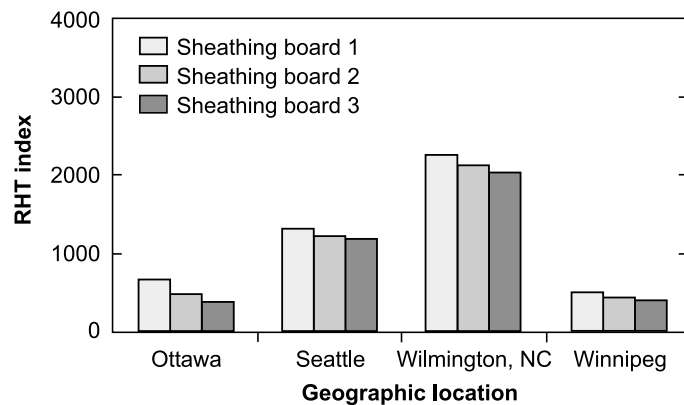 4000
3000
2000
1000
0
RHT index
Sheathing board 1
Sheathing board 2
Sheathing board 3
Ottawa
Seattle
Wilmington, NC
Winnipeg
Geographic location